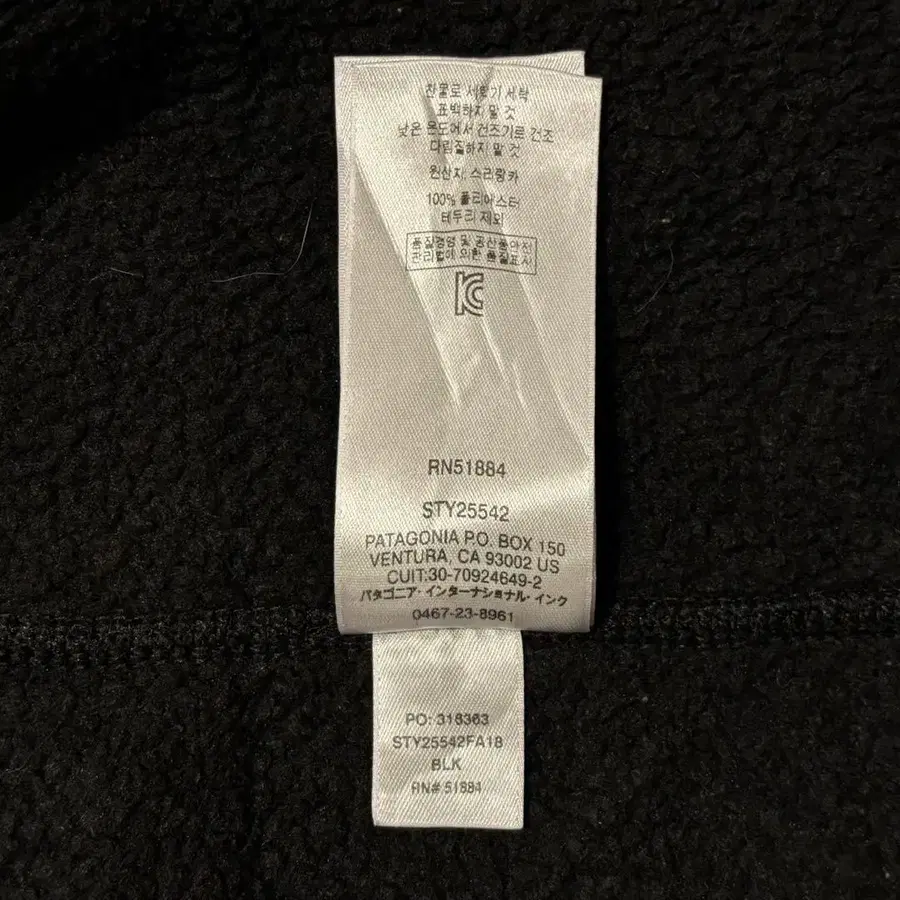 찬물로 세탁기 세탁
표백하지 말 것
낮은 온도에서 건조기로 건조
다림질하지 말 것
원산지: 스리랑카
100% 폴리에스터
테두리 제외
품질경영 및 공산품안전
관리법에 의한 품질표시
KC
RN51884
STY25542
PATAGONIA P.O. BOX 150
VENTURA, CA 93002 US
CUIT:30-70924649-2
パタゴニア・インターナショナル・インク
0467-23-8961
PO: 318363
STY25542FA18
BLK
RN# 51884